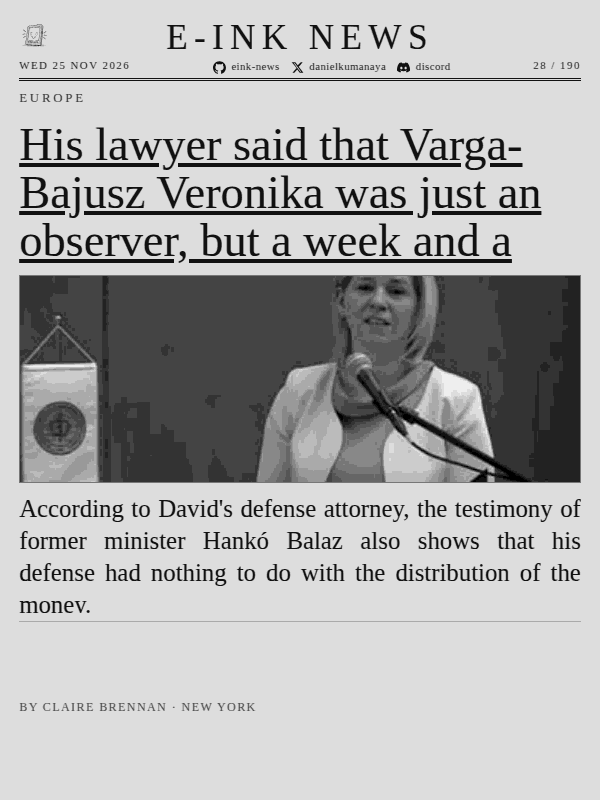 E-INK NEWS
WED 25 NOV 2026
eink-news
danielkumanaya
discord
28 / 190
EUROPE
His lawyer said that Varga-
Bajusz Veronika was just an
observer, but a week and a
According to David's defense attorney, the testimony of
former minister Hankó Balaz also shows that his
defense had nothing to do with the distribution of the
money.
BY CLAIRE BRENNAN · NEW YORK